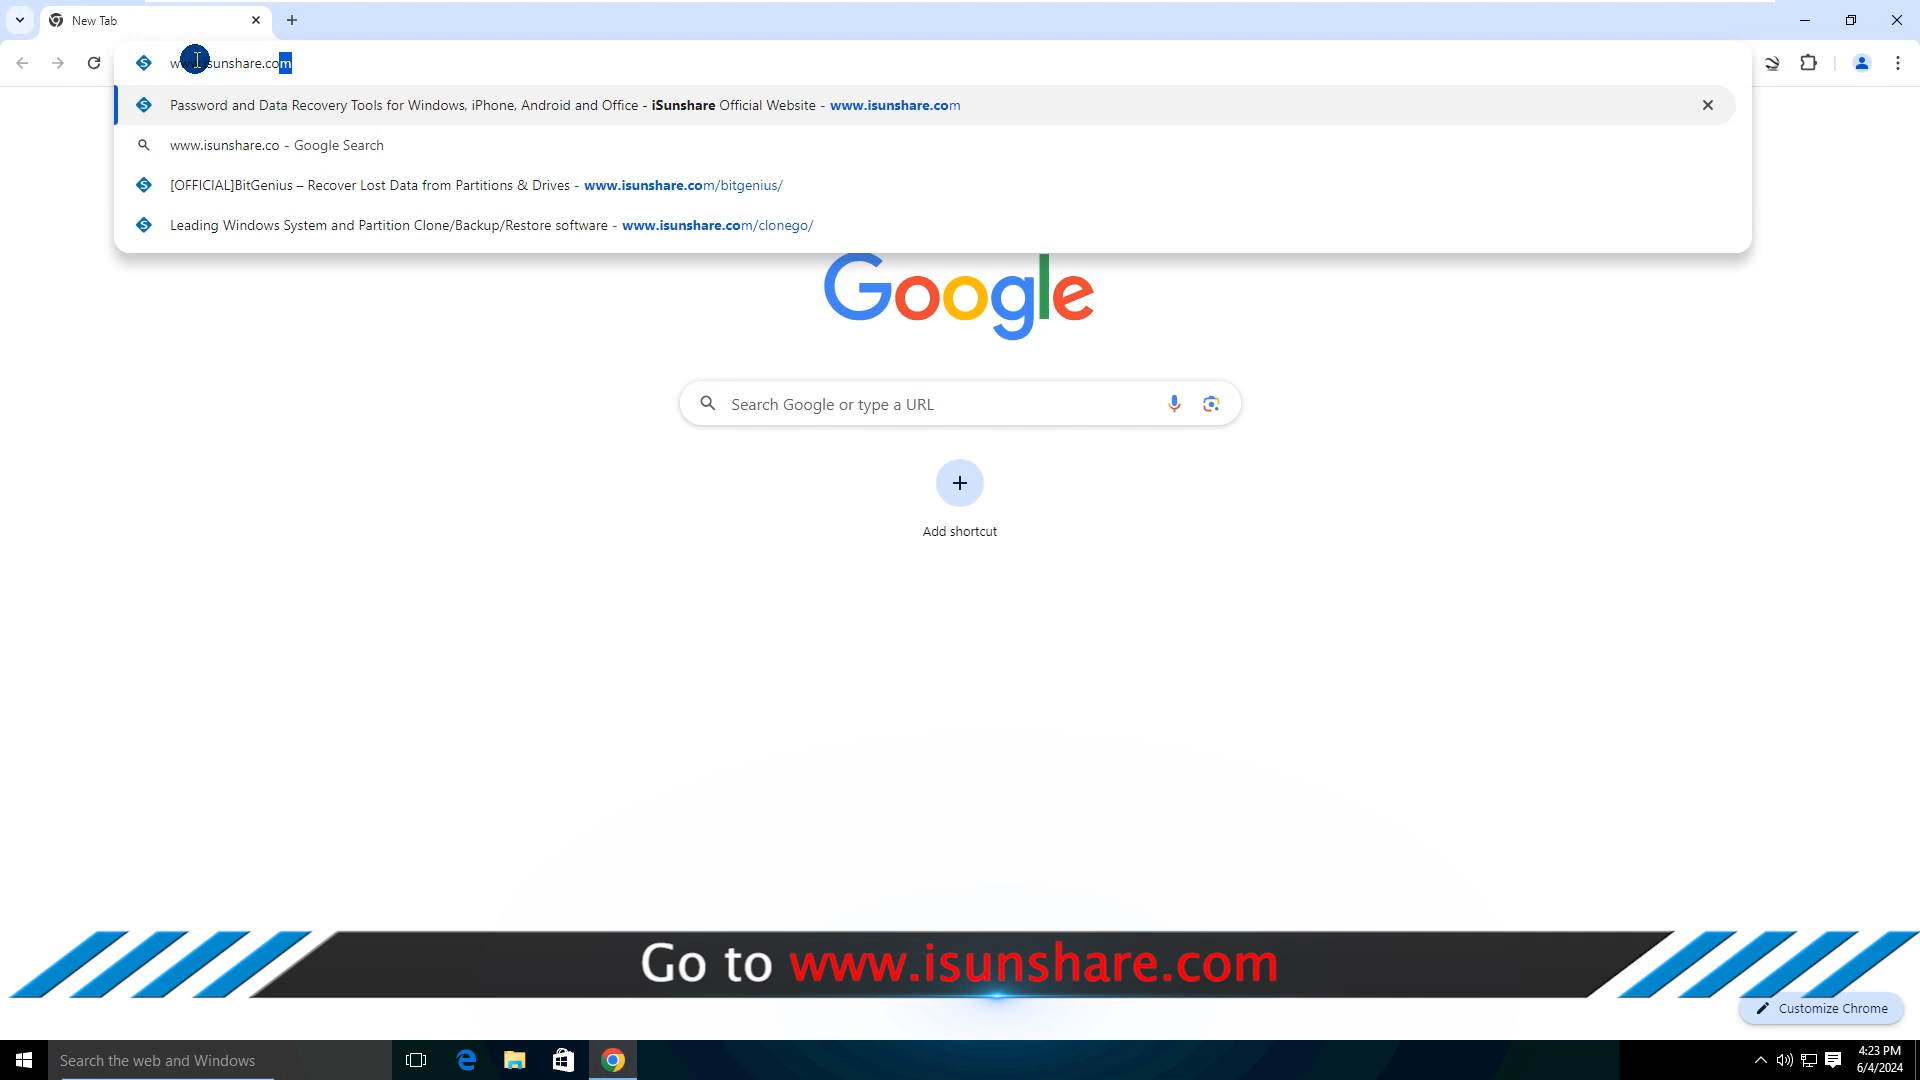 New Tab
www.isunshare.com
Password and Data Recovery Tools for Windows, iPhone, Android and Office - iSunshare Official Website - www.isunshare.com
www.isunshare.co - Google Search
[OFFICIAL]BitGenius – Recover Lost Data from Partitions & Drives - www.isunshare.com/bitgenius/
Leading Windows System and Partition Clone/Backup/Restore software - www.isunshare.com/clonego/
Google
Search Google or type a URL
Add shortcut
Go to www.isunshare.com
Customize Chrome
Search the web and Windows
4:23 PM
6/4/2024